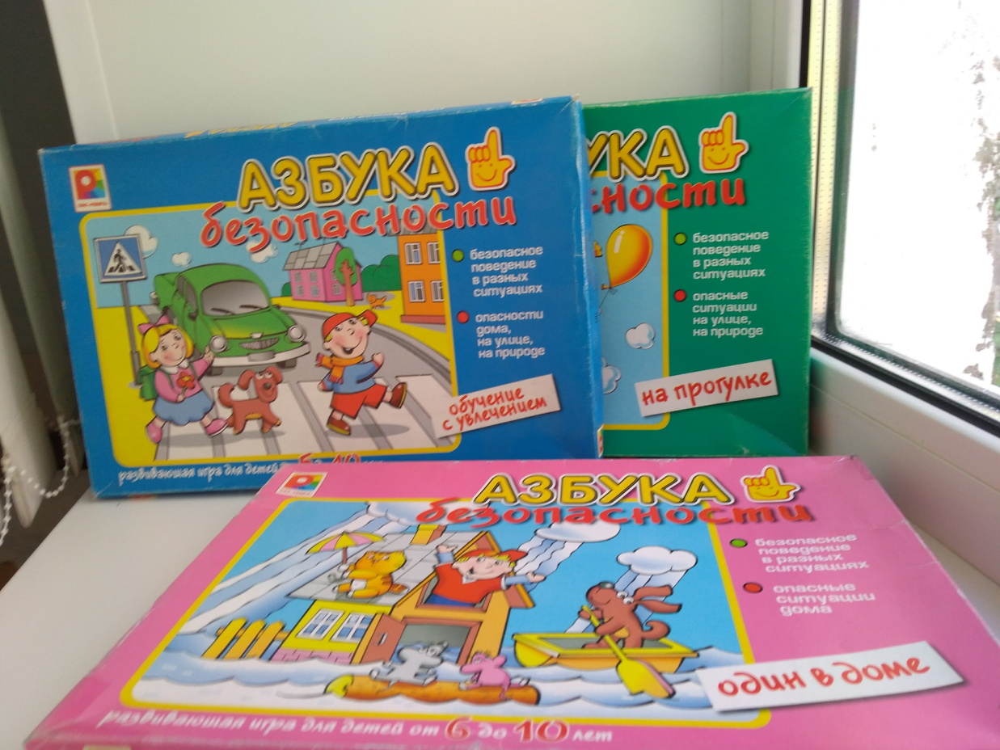 АЗБУКА
безопасности
безопасное
поведение
в разных
ситуациях
опасности
дома,
на улице,
на природе
обучение
с увлечением
развивающая игра для детей
УКА
сности
безопасное
поведение
в разных
ситуациях
опасные
ситуации
на улице,
на природе
на прогулке
АЗБУКА
безопасности
безопасное
поведение
в разных
ситуациях
опасные
ситуации
дома
один в доме
развивающая игра для детей от 6 до 10 лет